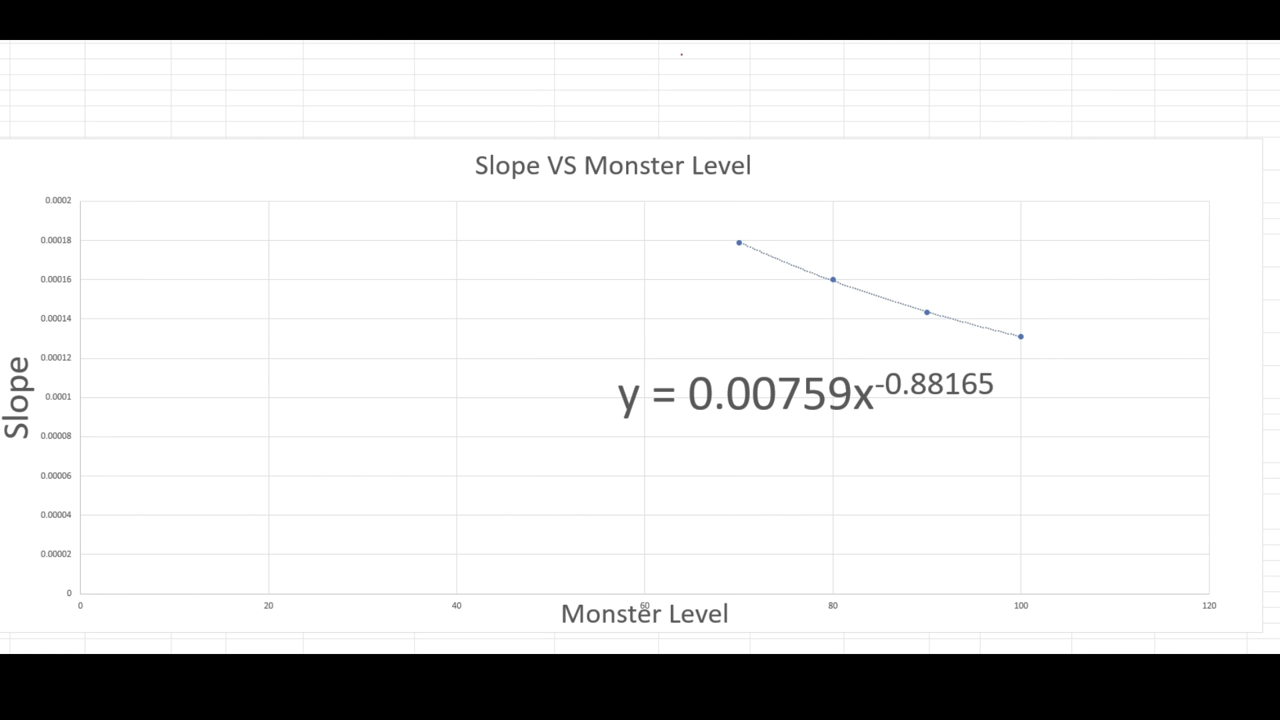 Slope VS Monster Level
0.0002
0.00018
0.00016
0.00014
0.00012
0.0001
0.00008
0.00006
0.00004
0.00002
0
Slope
y = 0.00759x^-0.88165
0 20 40 60 80 100 120
Monster Level